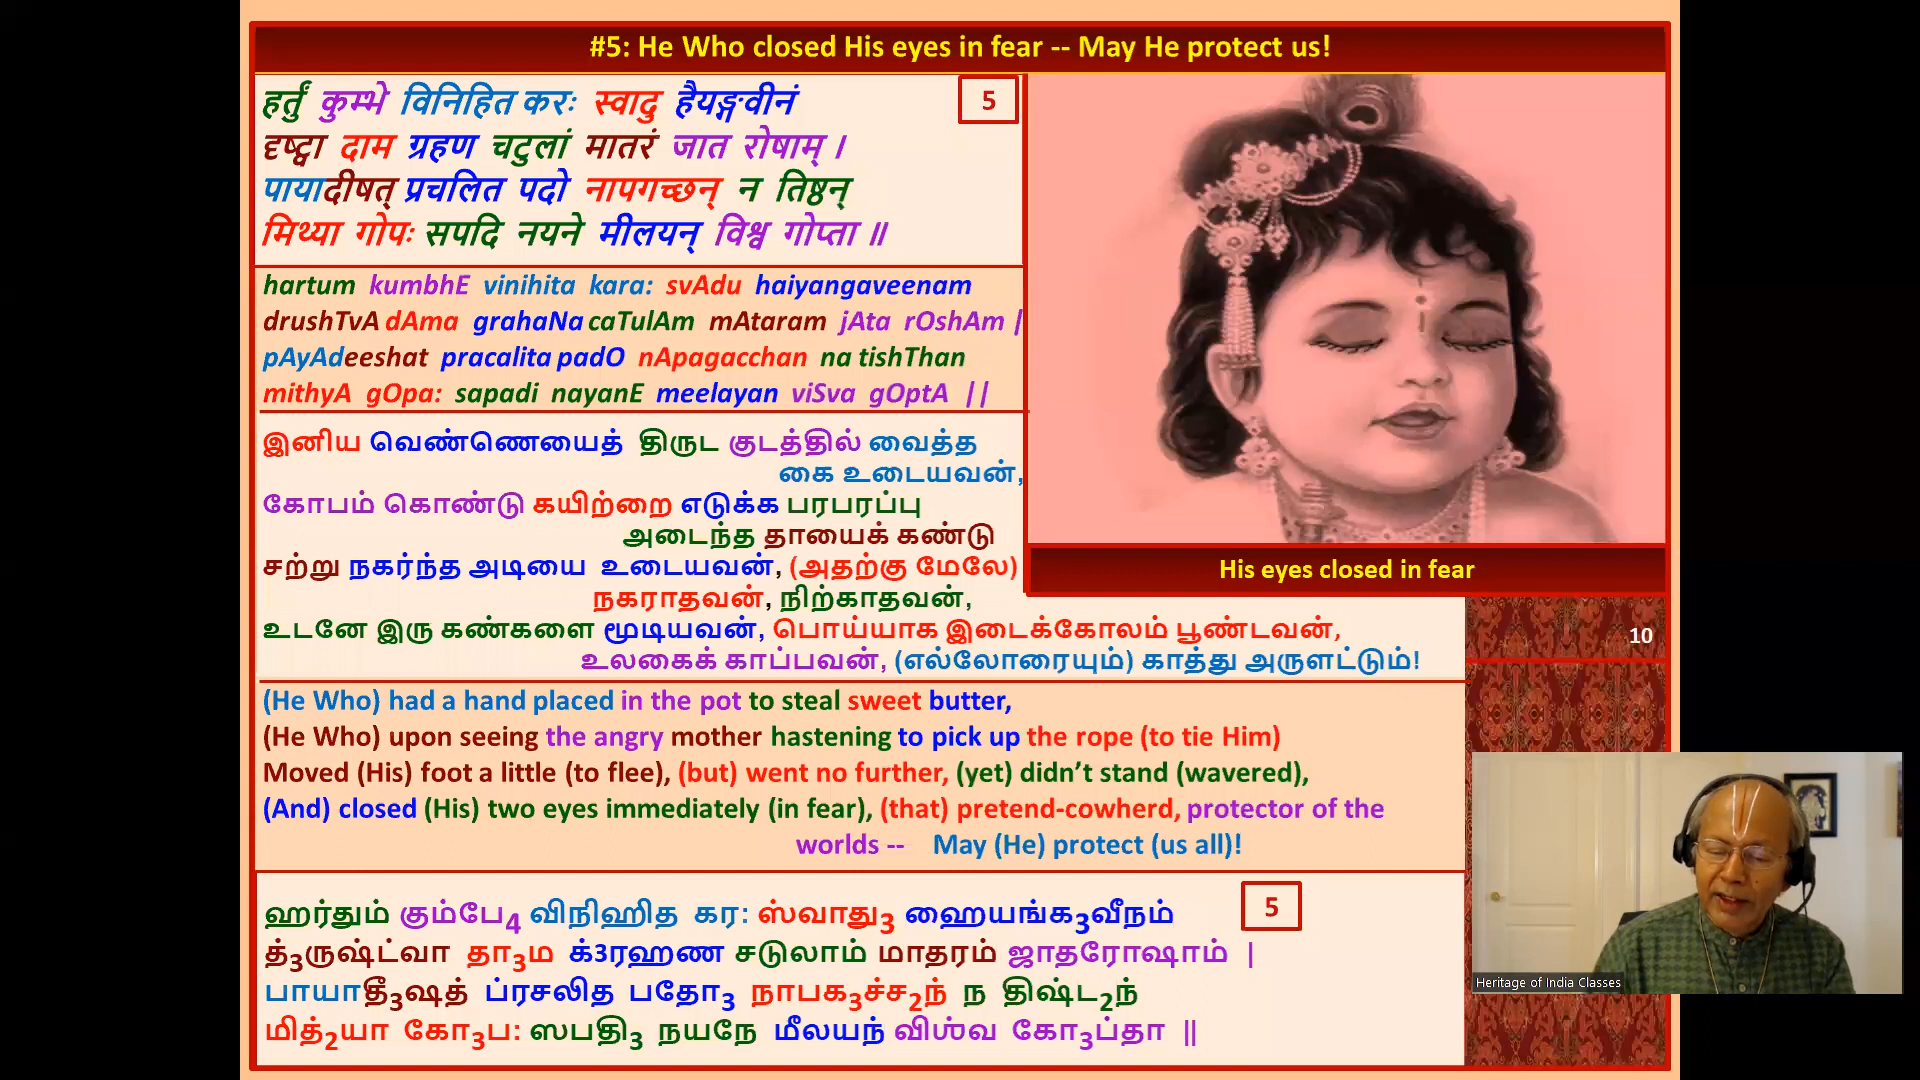 #5: He Who closed His eyes in fear -- May He protect us!
हर्तुं कुम्भे विनिहित करः स्वादु हैयङ्गवीनं
5
दृष्ट्वा दाम ग्रहण चटुलां मातरं जात रोषाम् ।
पायादीषत् प्रचलित पदो नापगच्छन् न तिष्ठन्
मिथ्या गोपः सपदि नयने मीलयन् विश्व गोप्ता ॥
hartum kumbhE vinihita kara: svAdu haiyangaveenam
drushTvA dAma grahaNa caTulAm mAtaram jAta rOshAm |
pAyAdeeshat pracalita padO nApagacchan na tishThan
mithyA gOpa: sapadi nayanE meelayan viSva gOptA ||
இனிய வெண்ணெயைத் திருட குடத்தில் வைத்த
கை உடையவன்,
கோபம் கொண்டு கயிற்றை எடுக்க பரபரப்பு
அடைந்த தாயைக் கண்டு
சற்று நகர்ந்த அடியை உடையவன், (அதற்கு மேலே)
நகராதவன், நிற்காதவன்,
உடனே இரு கண்களை மூடியவன், பொய்யாக இடைக்கோலம் பூண்டவன்,
உலகைக் காப்பவன், (எல்லோரையும்) காத்து அருளட்டும்!
His eyes closed in fear
10
(He Who) had a hand placed in the pot to steal sweet butter,
(He Who) upon seeing the angry mother hastening to pick up the rope (to tie Him)
Moved (His) foot a little (to flee), (but) went no further, (yet) didn’t stand (wavered),
(And) closed (His) two eyes immediately (in fear), (that) pretend-cowherd, protector of the
worlds -- May (He) protect (us all)!
ஹர்தும் கும்பே4 விநிஹித கர: ஸ்வாது3 ஹையங்க3வீநம்
5
த்3ருஷ்ட்வா தா3ம க்3ரஹண சடுலாம் மாதரம் ஜாதரோஷாம் |
பாயாதீ3ஷத் ப்ரசலித பதோ3 நாபக3ச்ச2ந் ந திஷ்ட2ந்
மித்2யா கோ3ப: ஸபதி3 நயநே மீலயந் விஶ்வ கோ3ப்தா ||
Heritage of India Classes